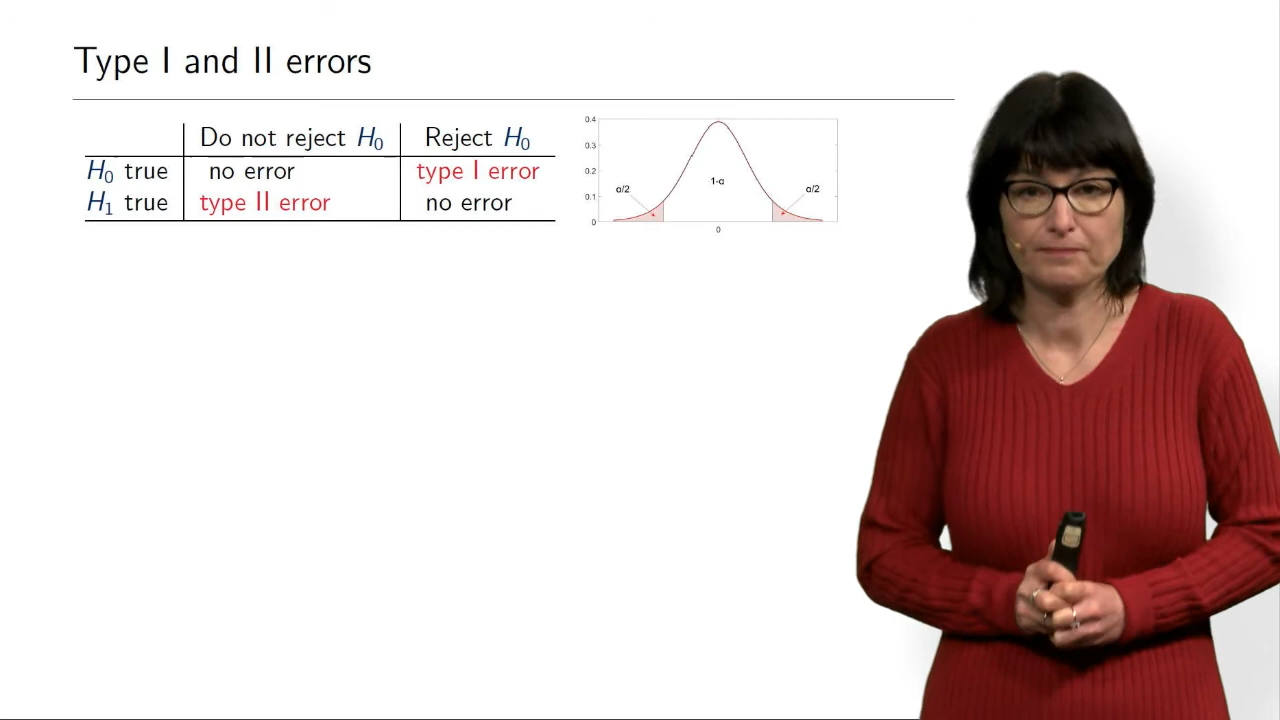 Type I and II errors
Do not reject H₀ Reject H₀
H₀ true no error type I error
H₁ true type II error no error
0.4
0.3
0.2
0.1
0
α/2
1-α
α/2
0